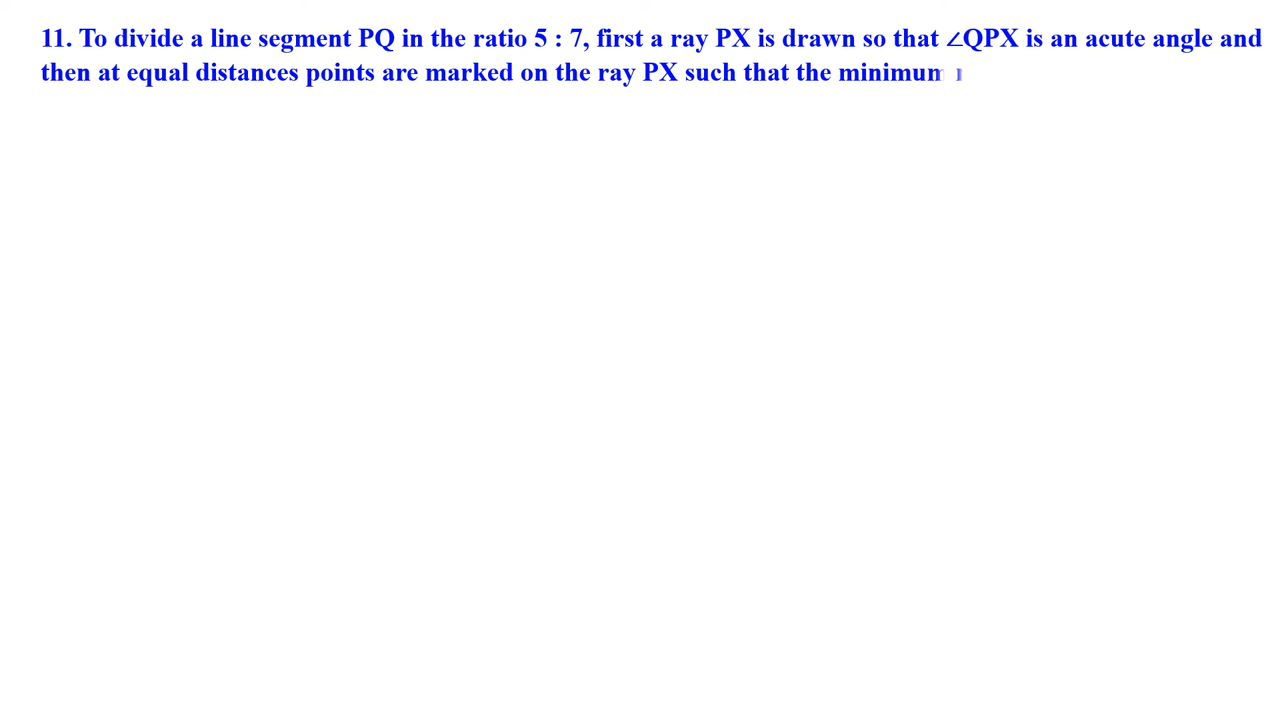 11. To divide a line segment PQ in the ratio 5 : 7, first a ray PX is drawn so that ∠QPX is an acute angle and
then at equal distances points are marked on the ray PX such that the minimum